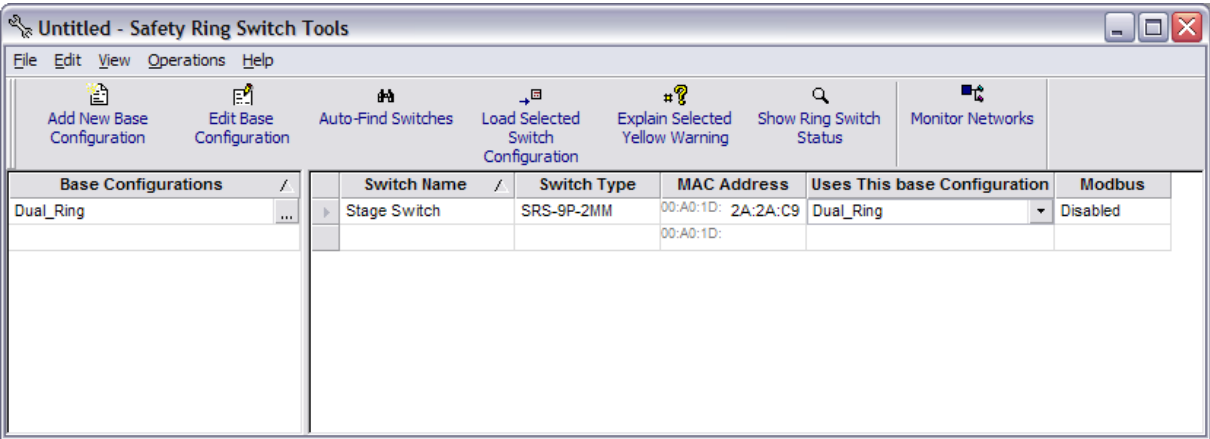 Untitled - Safety Ring Switch Tools
File Edit View Operations Help
Add New Base Configuration
Edit Base Configuration
Auto-Find Switches
Load Selected Switch Configuration
Explain Selected Yellow Warning
Show Ring Switch Status
Monitor Networks
Base Configurations
Dual_Ring ...
Switch Name Switch Type MAC Address Uses This base Configuration Modbus
Stage Switch SRS-9P-2MM 00:A0:1D: 2A:2A:C9 Dual_Ring Disabled
00:A0:1D: